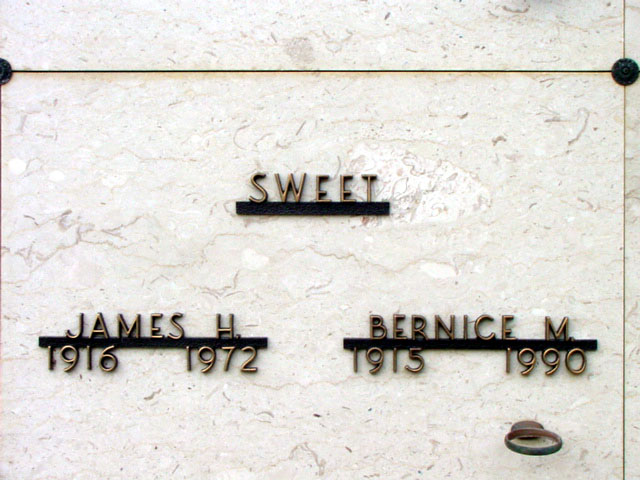 SWEET
JAMES H. BERNICE M.
1916 1972 1915 1990